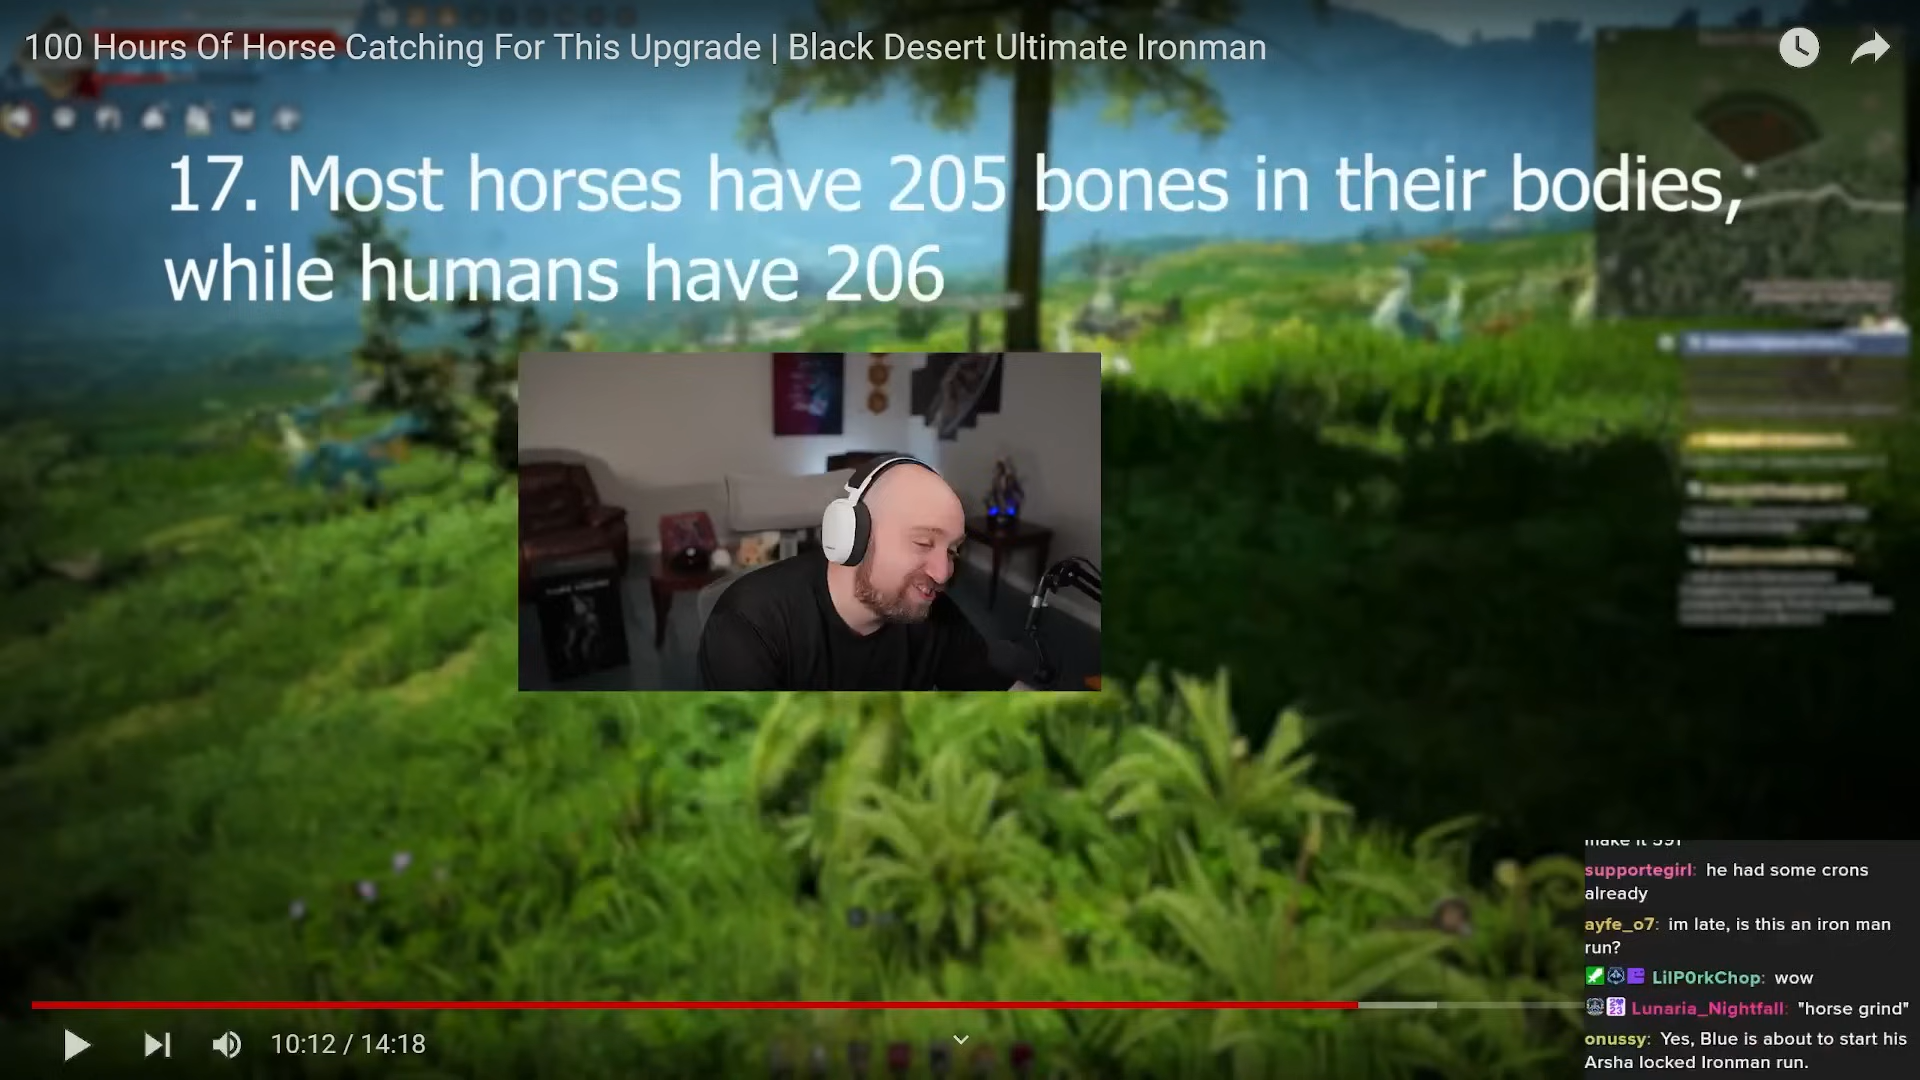 100 Hours Of Horse Catching For This Upgrade | Black Desert Ultimate Ironman
17. Most horses have 205 bones in their bodies,
while humans have 206
make it 391
supportegirl: he had some crons
already
ayfe_o7: im late, is this an iron man
run?
LilP0rkChop: wow
Lunaria_Nightfall: "horse grind"
onussy: Yes, Blue is about to start his
Arsha locked Ironman run.
10:12 / 14:18